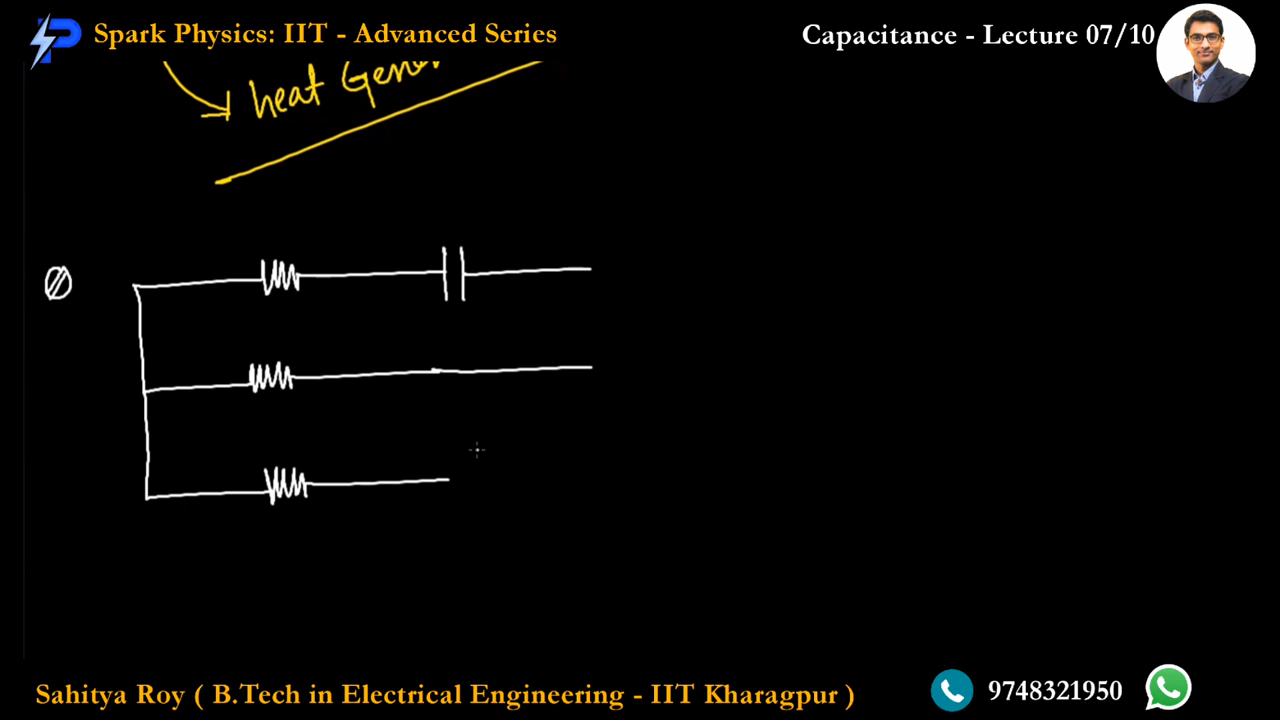 Spark Physics: IIT - Advanced Series
Capacitance - Lecture 07/10
→ heat
Sahitya Roy ( B.Tech in Electrical Engineering - IIT Kharagpur )
9748321950